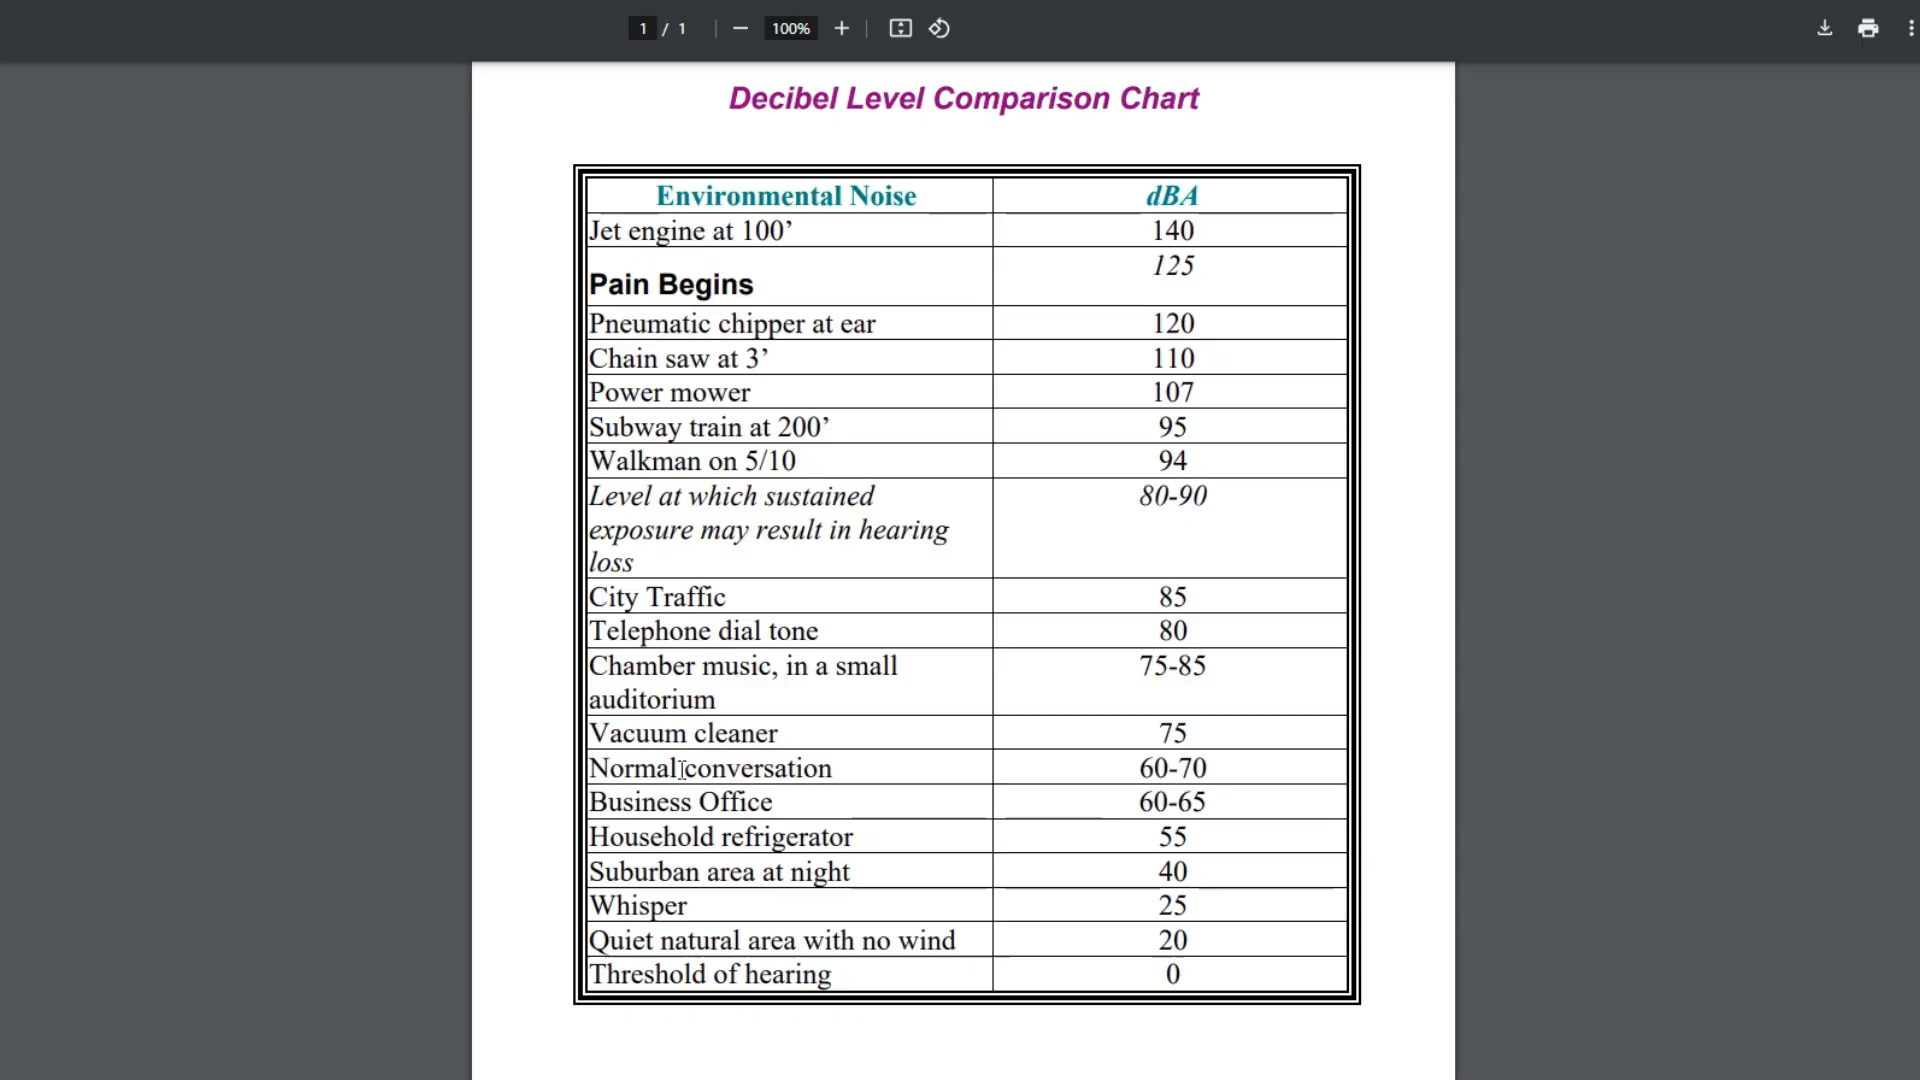 1 / 1 100%
Decibel Level Comparison Chart
Environmental Noise dBA
Jet engine at 100’ 140
Pain Begins 125
Pneumatic chipper at ear 120
Chain saw at 3’ 110
Power mower 107
Subway train at 200’ 95
Walkman on 5/10 94
Level at which sustained 80-90
exposure may result in hearing
loss
City Traffic 85
Telephone dial tone 80
Chamber music, in a small 75-85
auditorium
Vacuum cleaner 75
Normal conversation 60-70
Business Office 60-65
Household refrigerator 55
Suburban area at night 40
Whisper 25
Quiet natural area with no wind 20
Threshold of hearing 0